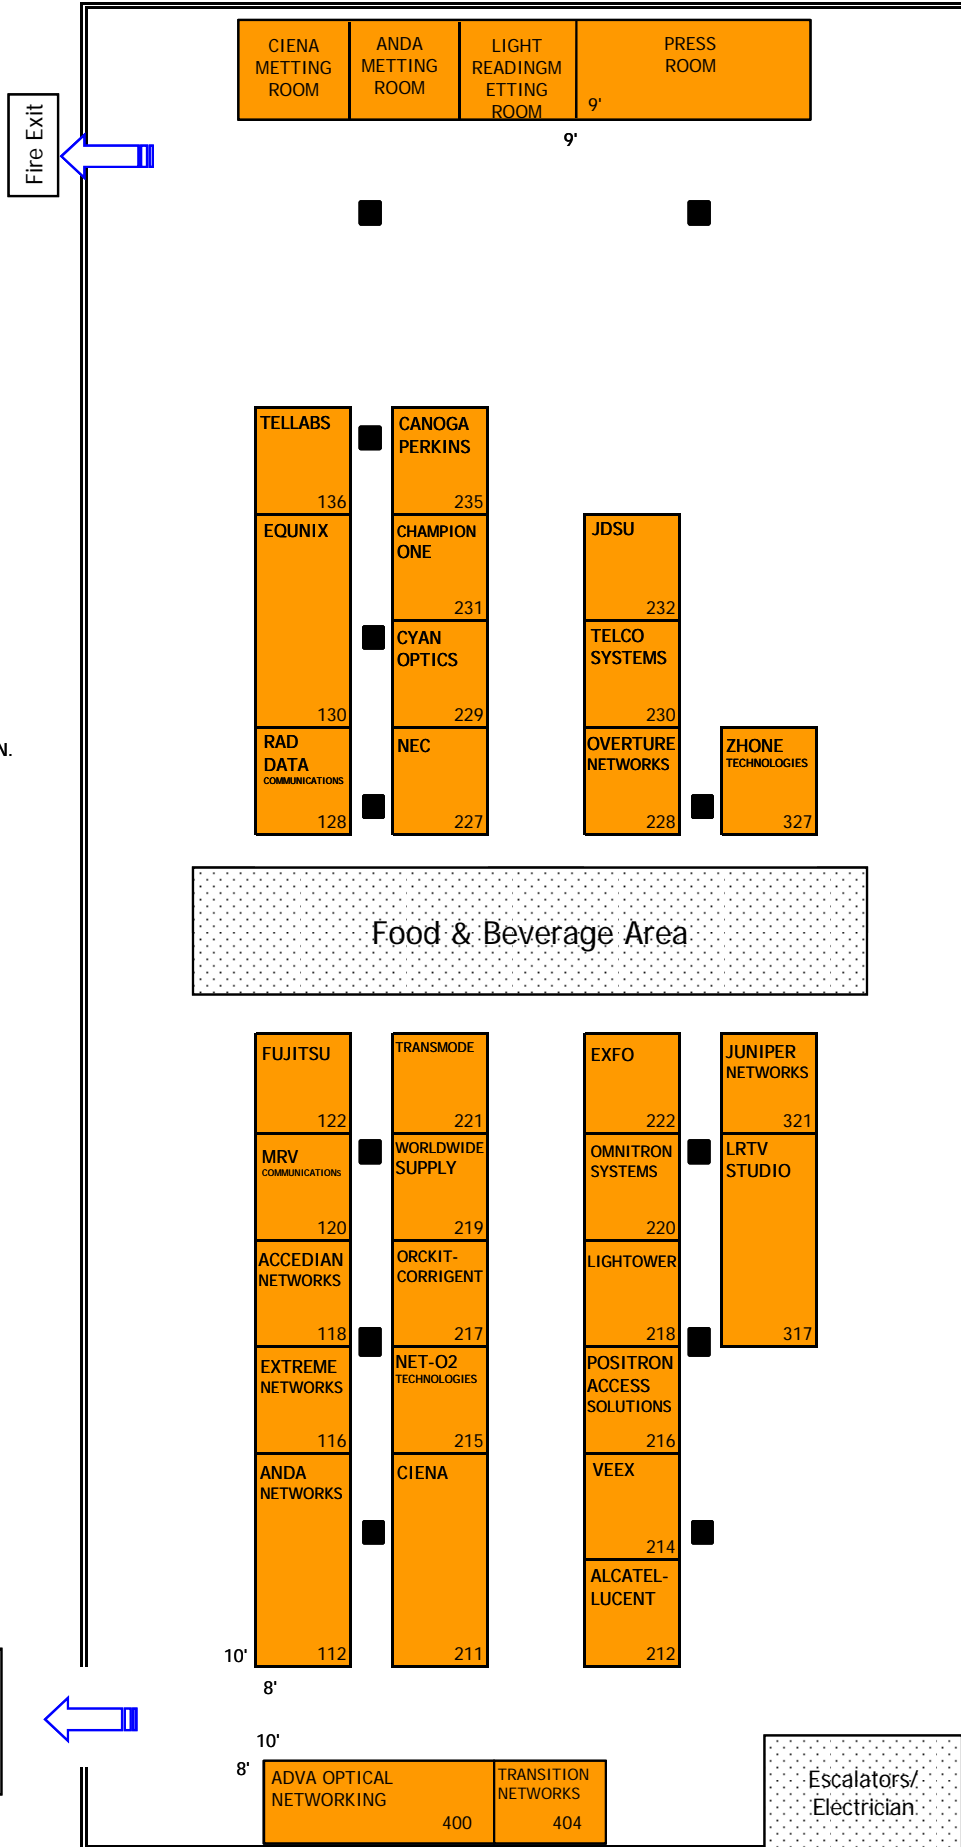 CIENA
METTING
ROOM
ANDA
METTING
ROOM
LIGHT
READINGM
ETTING
ROOM
PRESS
ROOM
9'
9'
Fire Exit
TELLABS
136
CANOGA
PERKINS
235
EQUNIX
130
CHAMPION
ONE
231
JDSU
232
CYAN
OPTICS
229
TELCO
SYSTEMS
230
N.
RAD
DATA
COMMUNICATIONS
128
NEC
227
OVERTURE
NETWORKS
228
ZHONE
TECHNOLOGIES
327
Food & Beverage Area
FUJITSU
122
TRANSMODE
221
EXFO
222
JUNIPER
NETWORKS
321
MRV
COMMUNICATIONS
120
WORLDWIDE
SUPPLY
219
OMNITRON
SYSTEMS
220
LRTV
STUDIO
317
ACCEDIAN
NETWORKS
118
ORCKIT-
CORRIGENT
217
LIGHTOWER
218
EXTREME
NETWORKS
116
NET-O2
TECHNOLOGIES
215
POSITRON
ACCESS
SOLUTIONS
216
ANDA
NETWORKS
112
CIENA
211
VEEX
214
ALCATEL-
LUCENT
212
10'
8'
10'
8'
ADVA OPTICAL
NETWORKING
400
TRANSITION
NETWORKS
404
Escalators/
Electrician